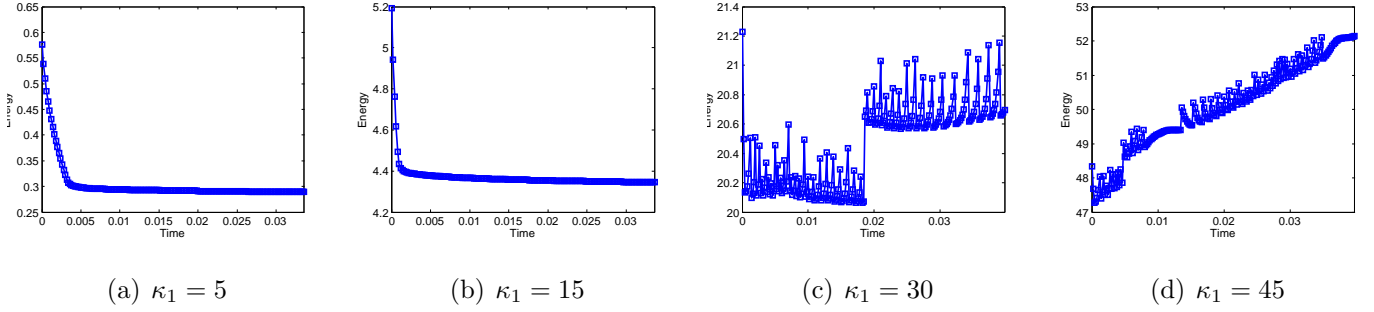 0.65
0.6
0.55
0.5
0.45
0.4
0.35
0.3
0.25
0 0.005 0.01 0.015 0.02 0.025 0.03
Time
Energy
5.2
5
4.8
4.6
4.4
4.2
0 0.005 0.01 0.015 0.02 0.025 0.03
Time
Energy
21.4
21.2
21
20.8
20.6
20.4
20.2
20
0 0.01 0.02 0.03
Time
Energy
53
52
51
50
49
48
47
0 0.01 0.02 0.03
Time
Energy
(a) κ₁ = 5
(b) κ₁ = 15
(c) κ₁ = 30
(d) κ₁ = 45